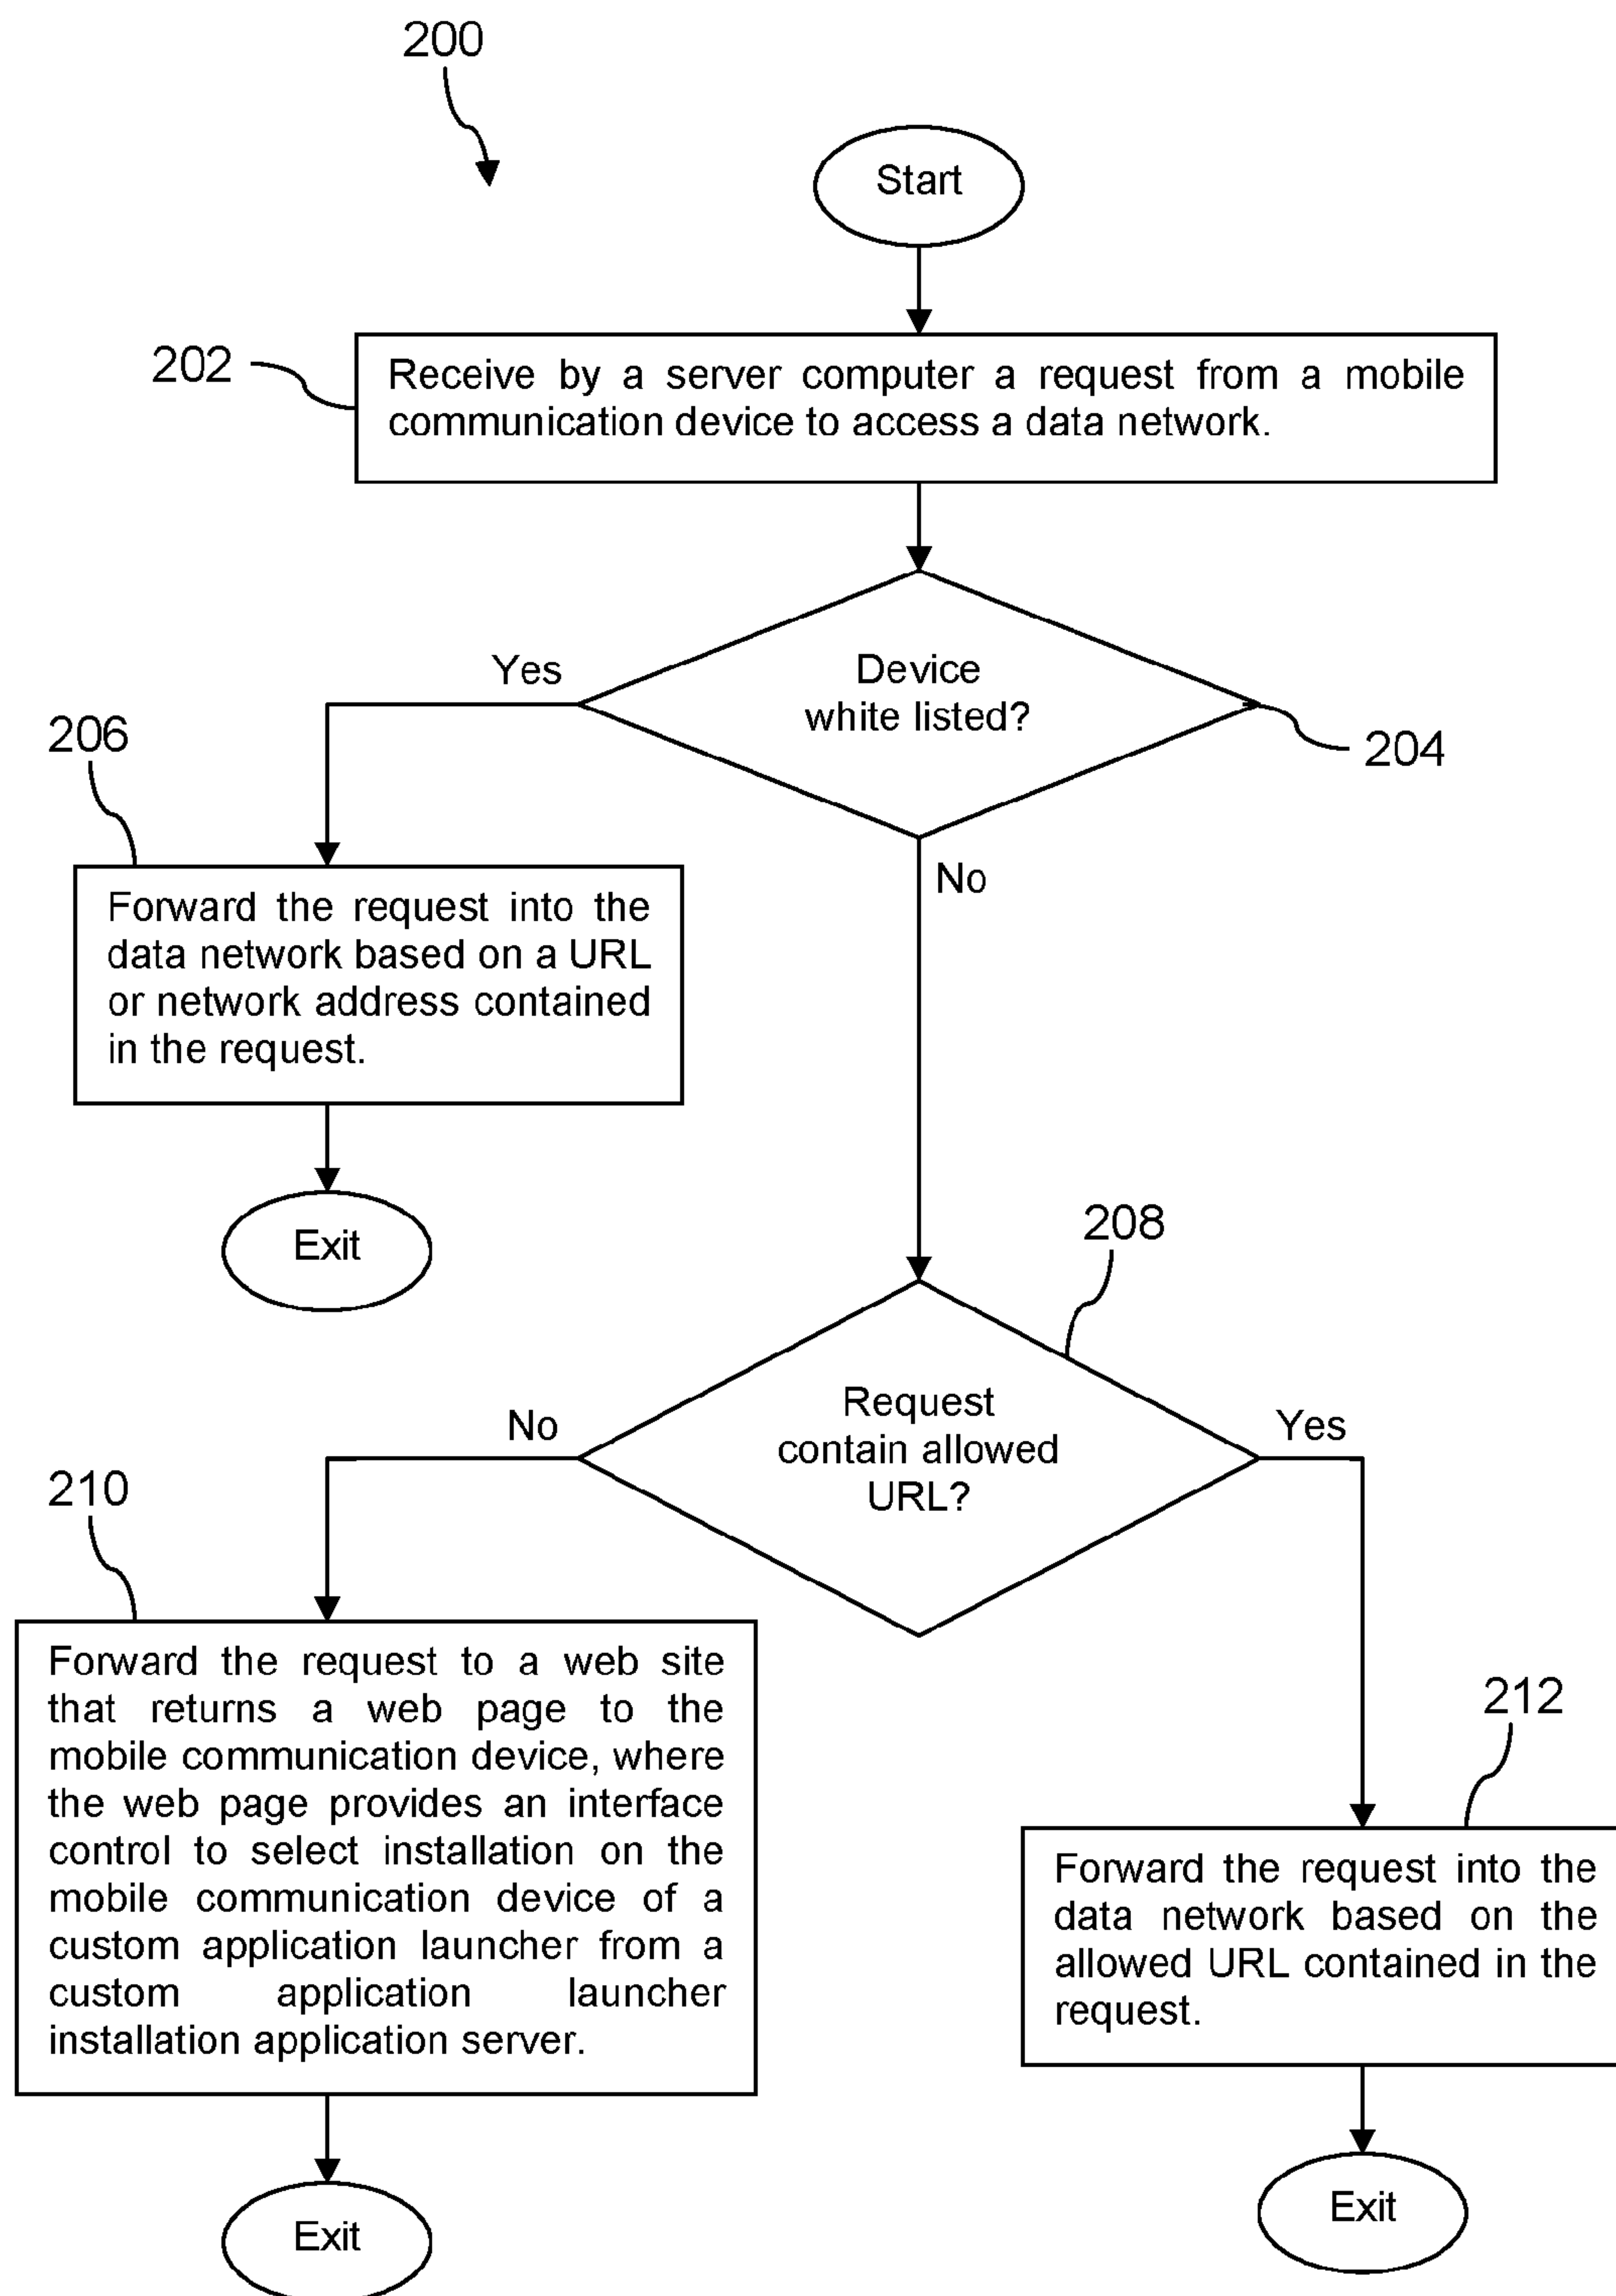 200
Start
202
Receive by a server computer a request from a mobile
communication device to access a data network.
Device
white listed?
Yes
204
206
No
Forward the request into the
data network based on a URL
or network address contained
in the request.
Exit
208
Request
contain allowed
URL?
No
Yes
210
Forward the request to a web site
that returns a web page to the
mobile communication device, where
the web page provides an interface
control to select installation on the
mobile communication device of a
custom application launcher from a
custom application launcher
installation application server.
212
Forward the request into the
data network based on the
allowed URL contained in the
request.
Exit
Exit